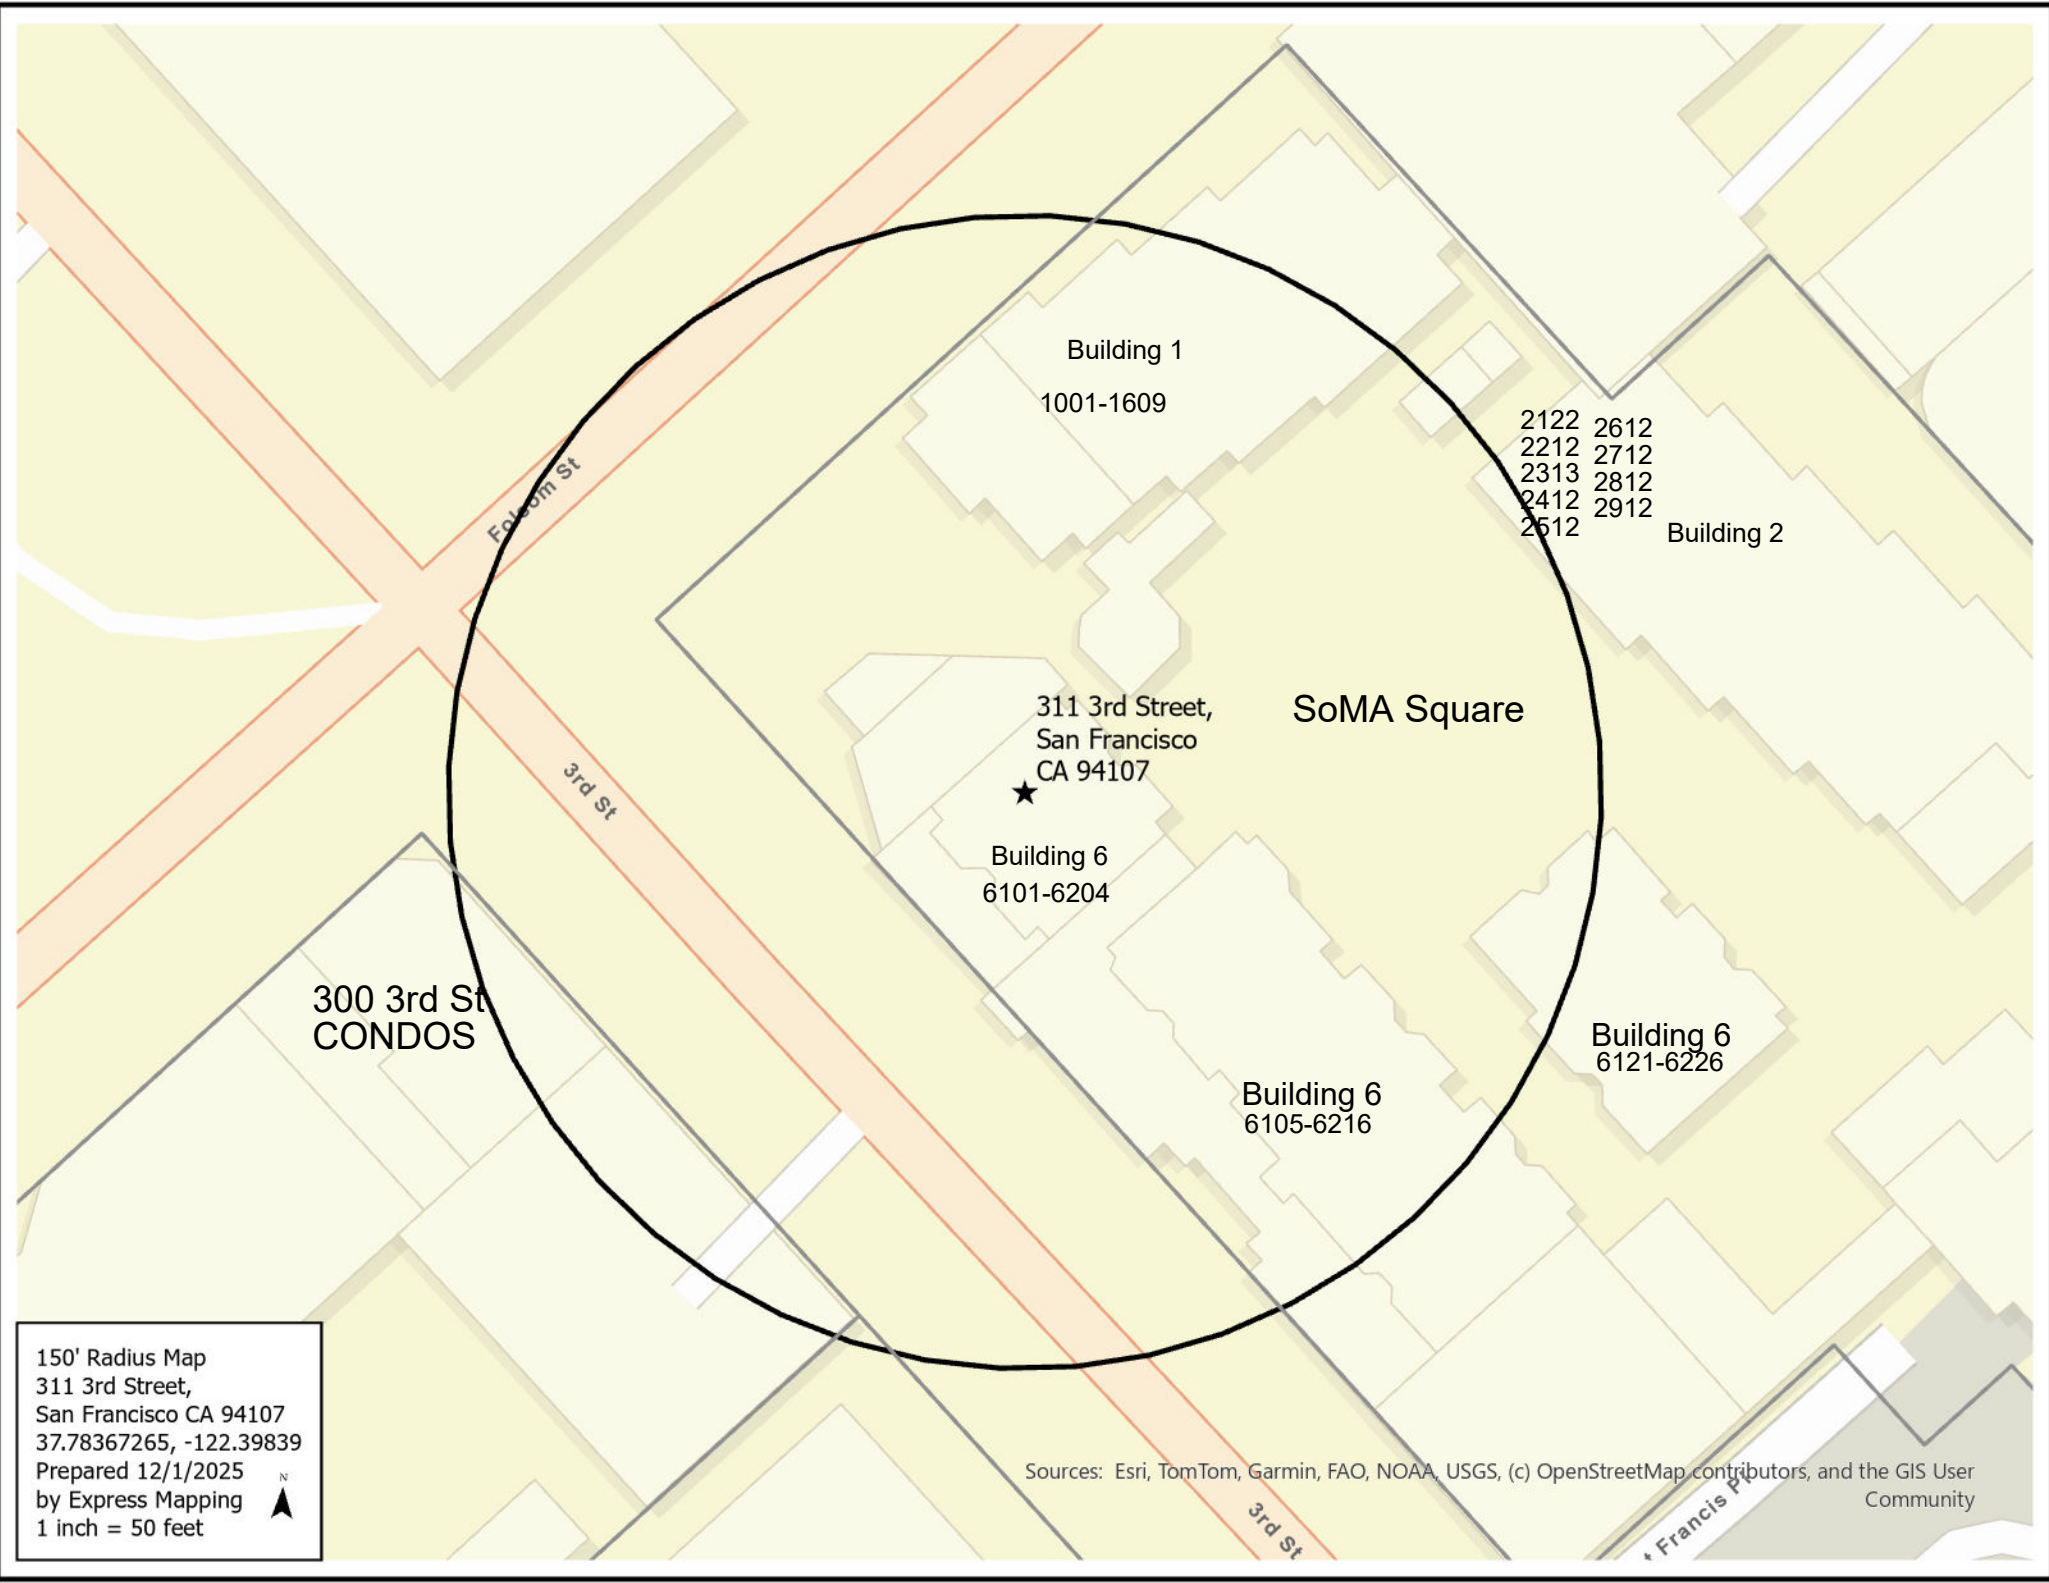 Building 1
1001-1609
2122
2212
2313
2412
2512
2612
2712
2812
2912
Building 2
Folsom St
311 3rd Street,
San Francisco
CA 94107
SoMA Square
3rd St
Building 6
6101-6204
300 3rd St
CONDOS
Building 6
6121-6226
Building 6
6105-6216
150' Radius Map
311 3rd Street,
San Francisco CA 94107
37.78367265, -122.39839
Prepared 12/1/2025
by Express Mapping
1 inch = 50 feet
N
Sources: Esri, TomTom, Garmin, FAO, NOAA, USGS, (c) OpenStreetMap contributors, and the GIS User
Community
3rd St
t Francis Pl